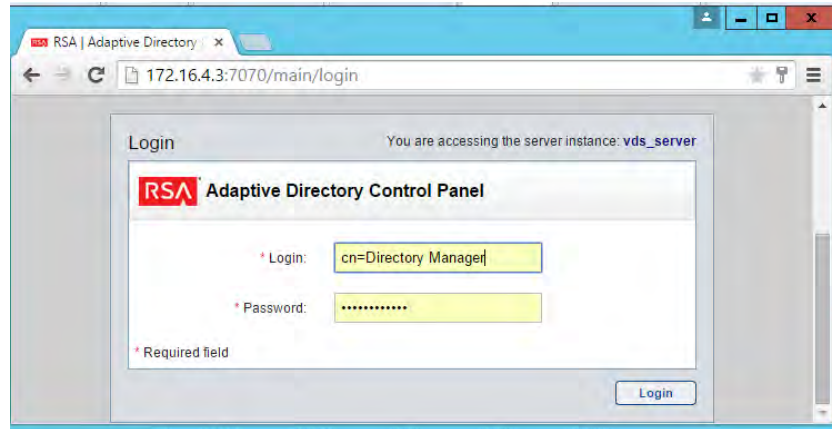 RSA RSA | Adaptive Directory
172.16.4.3:7070/main/login
Login You are accessing the server instance: vds_server
RSA Adaptive Directory Control Panel
* Login: cn=Directory Manager
* Password: ••••••••••••
* Required field
Login